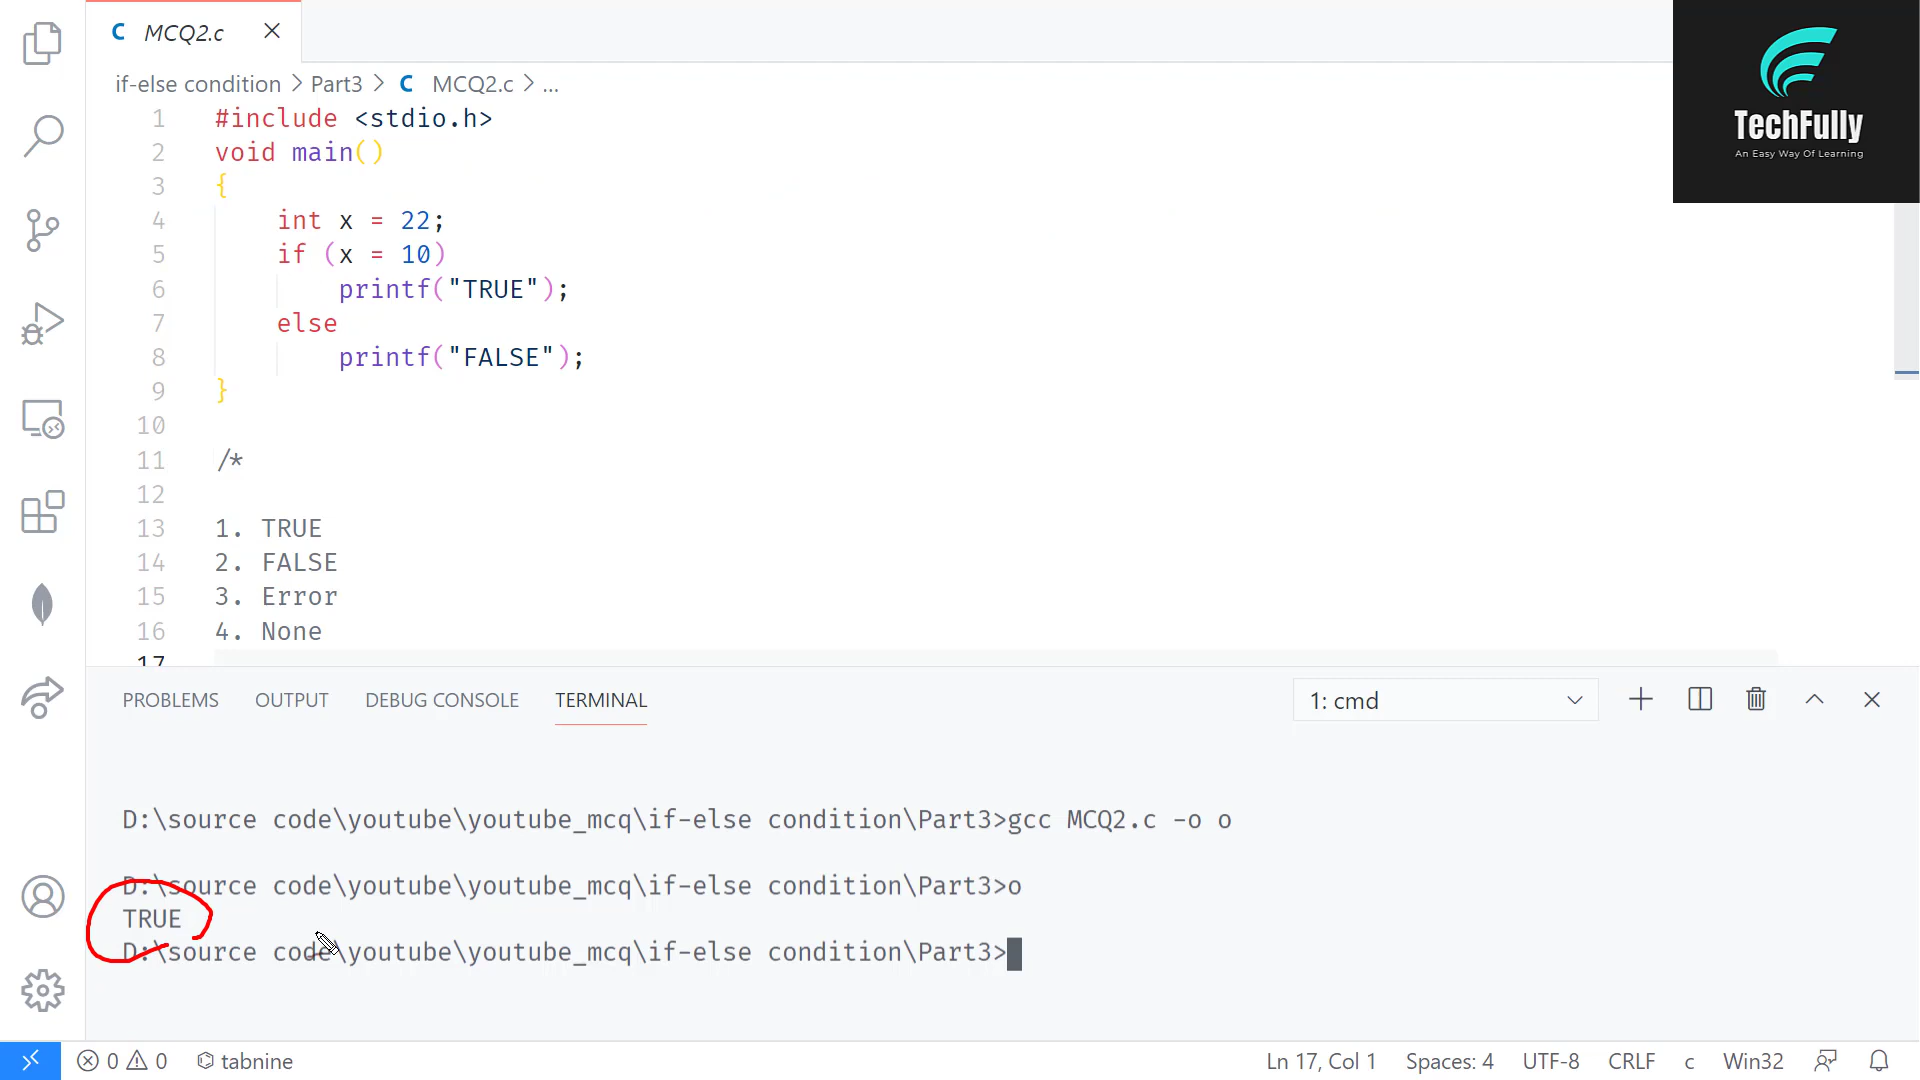 MCQ2.c
if-else condition > Part3 > C MCQ2.c > ...
TechFully
An Easy Way Of Learning
1 #include <stdio.h>
2 void main()
3 {
4     int x = 22;
5     if (x = 10)
6         printf("TRUE");
7     else
8         printf("FALSE");
9 }
10
11 /*
12
13 1. TRUE
14 2. FALSE
15 3. Error
16 4. None
17
PROBLEMS OUTPUT DEBUG CONSOLE TERMINAL 1: cmd
D:\source code\youtube\youtube_mcq\if-else condition\Part3>gcc MCQ2.c -o o
D:\source code\youtube\youtube_mcq\if-else condition\Part3>o
TRUE
D:\source code\youtube\youtube_mcq\if-else condition\Part3>
0 0 tabnine Ln 17, Col 1 Spaces: 4 UTF-8 CRLF c Win32